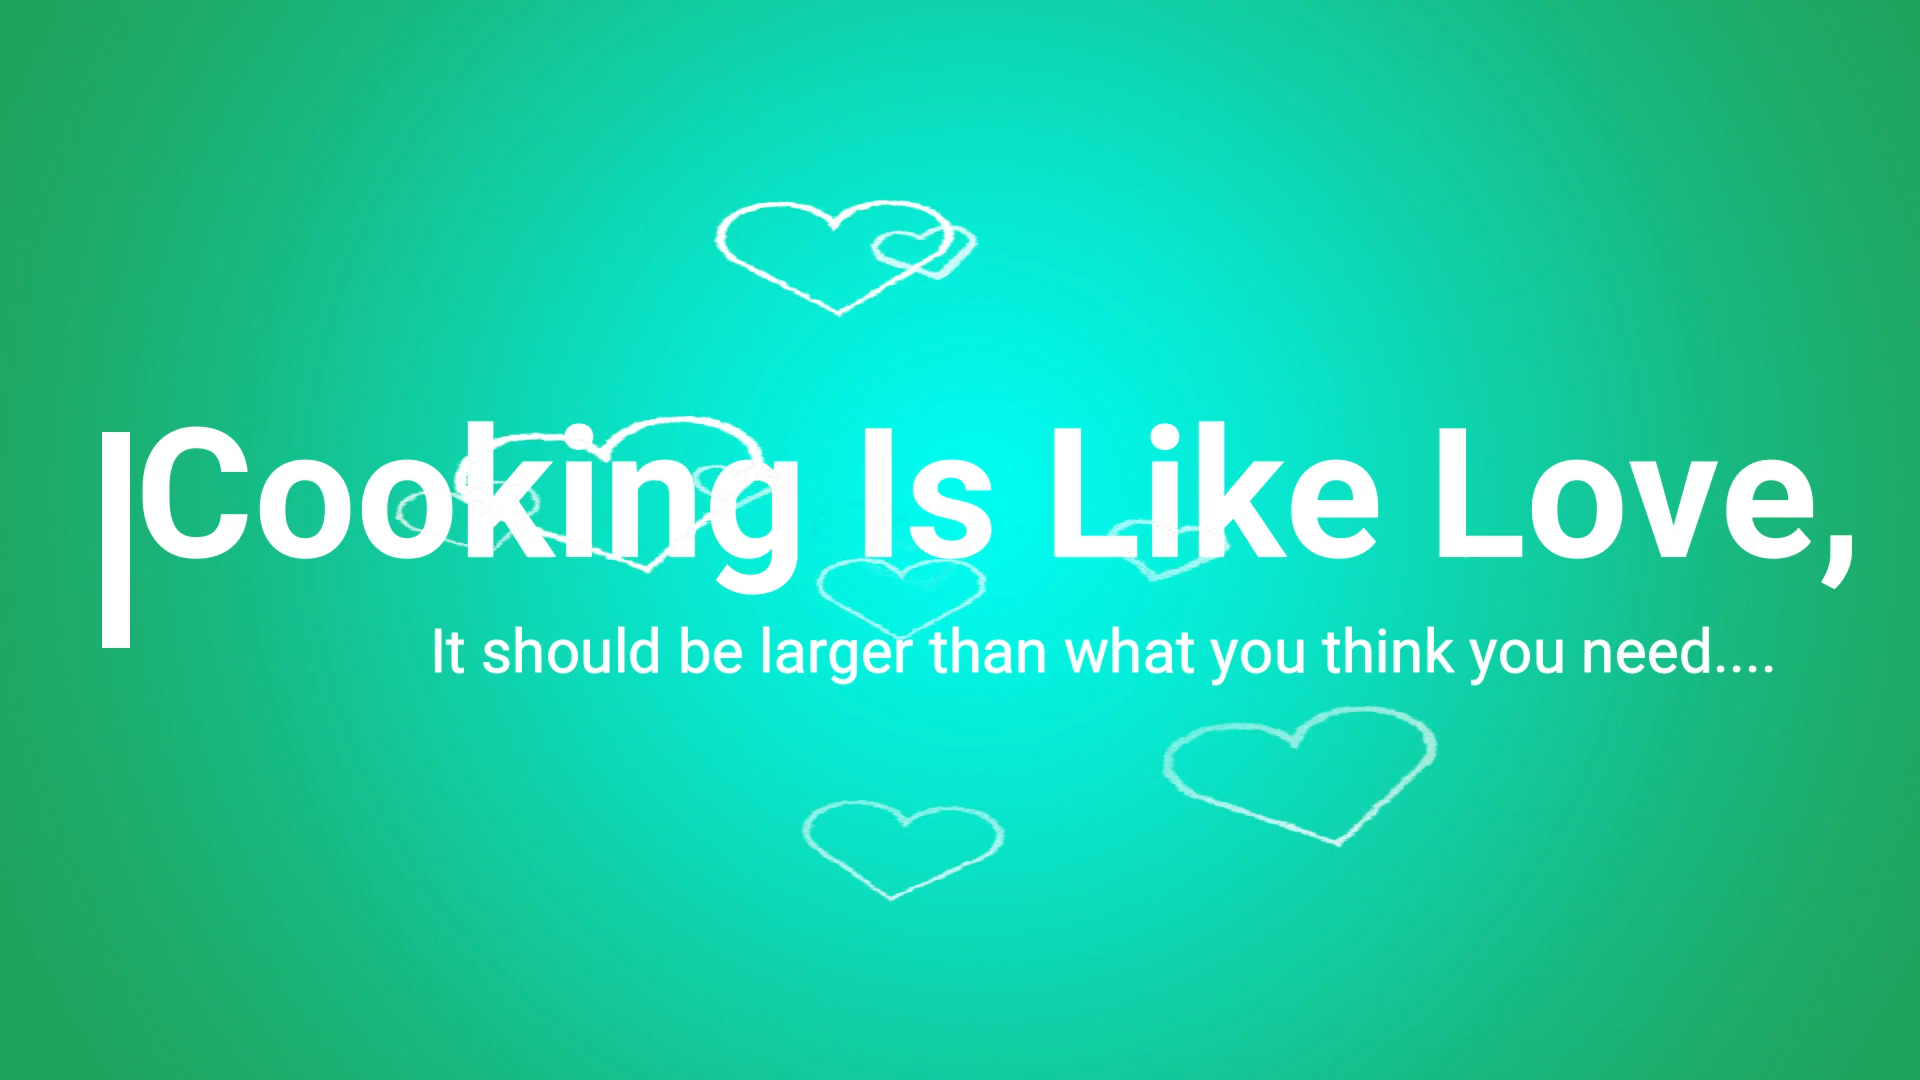 Cooking Is Like Love,
It should be larger than what you think you need....